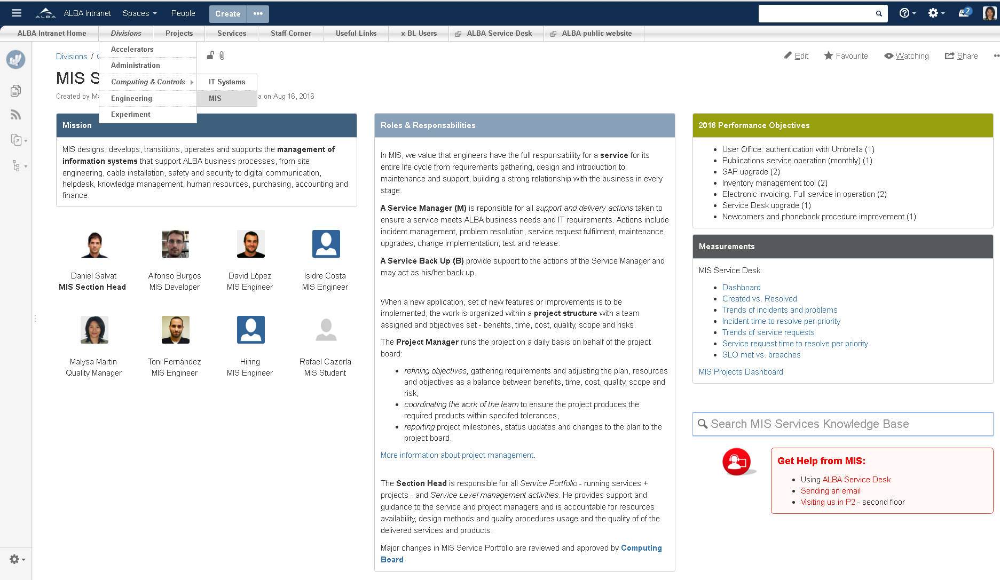 ALBA
ALBA Intranet
Spaces
People
Create
•••
2
ALBA Intranet Home
Divisions
Projects
Services
Staff Corner
Useful Links
x BL Users
ALBA Service Desk
ALBA public website
Accelerators
Administration
Computing & Controls
Engineering
Experiment
IT Systems
MIS
Divisions /
Edit
Favourite
Watching
Share
MIS S
Created by Ma
a on Aug 16, 2016
Mission
MIS designs, develops, transitions, operates and supports the management of
information systems that support ALBA business processes, from site
engineering, cable installation, safety and security to digital communication,
helpdesk, knowledge management, human resources, purchasing, accounting and
finance.
Daniel Salvat
MIS Section Head
Alfonso Burgos
MIS Developer
David López
MIS Engineer
Isidre Costa
MIS Engineer
Malysa Martin
Quality Manager
Toni Fernández
MIS Engineer
Hiring
MIS Engineer
Rafael Cazorla
MIS Student
Roles & Responsabilities
In MIS, we value that engineers have the full responsability for a service for its
entire life cycle from requirements gathering, design and introduction to
maintenance and support, building a strong relationship with the business in every
stage.
A Service Manager (M) is reponsible for all support and delivery actions taken to
ensure a service meets ALBA business needs and IT requirements. Actions include
incident management, problem resolution, service request fulfilment, maintenance,
upgrades, change implementation, test and release.
A Service Back Up (B) provide support to the actions of the Service Manager and
may act as his/her back up.
When a new application, set of new features or improvements is to be
implemented, the work is organized within a project structure with a team
assigned and objectives set - benefits, time, cost, quality, scope and risks.
The Project Manager runs the project on a daily basis on behalf of the project
board:
• refining objectives, gathering requirements and adjusting the plan, resources
and objectives as a balance between benefits, time, cost, quality, scope and
risk,
• coordinating the work of the team to ensure the project produces the
required products within specifed tolerances,
• reporting project milestones, status updates and changes to the plan to the
project board.
More information about project management.
The Section Head is responsible for all Service Portfolio - running services +
projects - and Service Level management activities. He provides support and
guidance to the service and project managers and is accountable for resources
availability, design methods and quality procedures usage and the quality of of the
delivered services and products.
Major changes in MIS Service Portfolio are reviewed and approved by Computing
Board.
2016 Performance Objectives
• User Office: authentication with Umbrella (1)
• Publications service operation (monthly) (1)
• SAP upgrade (2)
• Inventory management tool (2)
• Electronic invoicing. Full service in operation (2)
• Service Desk upgrade (1)
• Newcomers and phonebook procedure improvement (1)
Measurements
MIS Service Desk:
• Dashboard
• Created vs. Resolved
• Trends of incidents and problems
• Incident time to resolve per priority
• Trends of service requests
• Service request time to resolve per priority
• SLO met vs. breaches
MIS Projects Dashboard
Search MIS Services Knowledge Base
Get Help from MIS:
• Using ALBA Service Desk
• Sending an email
• Visiting us in P2 - second floor